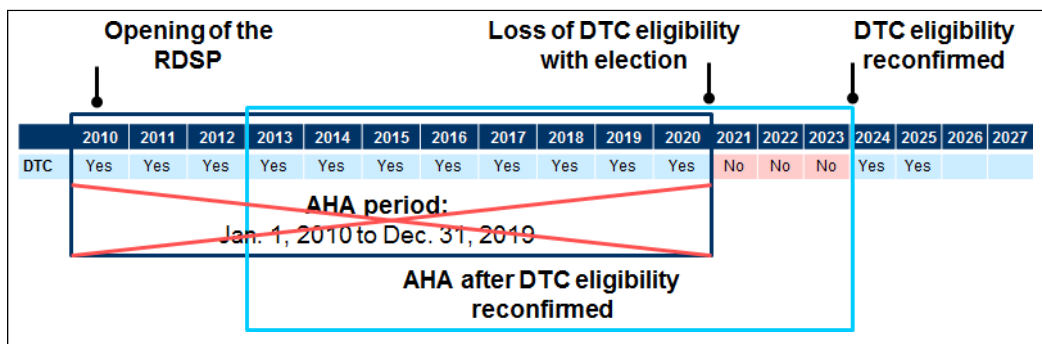 Opening of the
RDSP
Loss of DTC eligibility
with election
DTC eligibility
reconfirmed
2010 2011 2012 2013 2014 2015 2016 2017 2018 2019 2020 2021 2022 2023 2024 2025 2026 2027
DTC Yes Yes Yes Yes Yes Yes Yes Yes Yes Yes Yes No No No Yes Yes
AHA period:
Jan. 1, 2010 to Dec. 31, 2019
AHA after DTC eligibility
reconfirmed